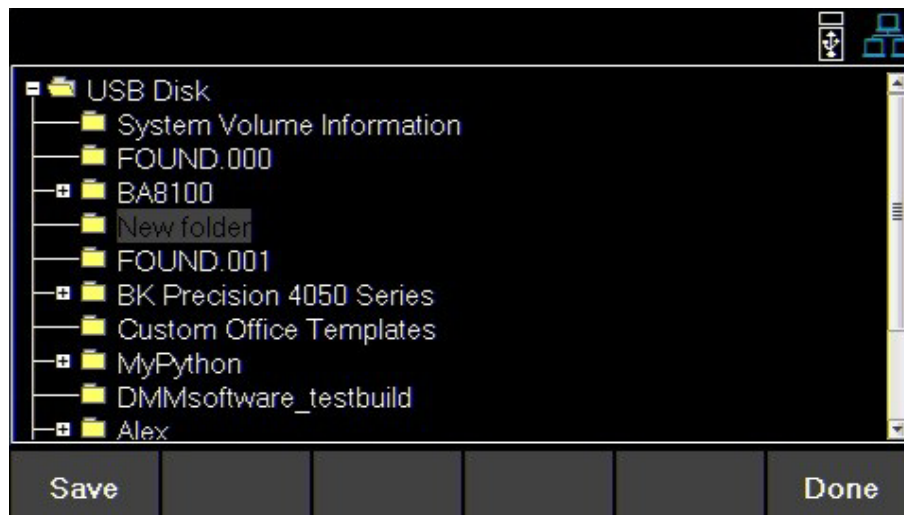 USB Disk
System Volume Information
FOUND.000
BA8100
New folder
FOUND.001
BK Precision 4050 Series
Custom Office Templates
MyPython
DMMsoftware_testbuild
Alex
Save Done